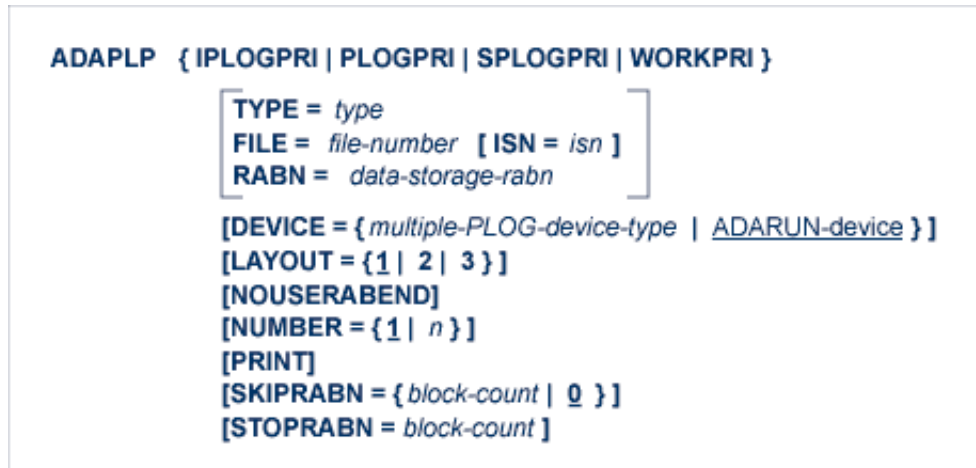 ADAPLP { IPLOGPRI | PLOGPRI | SPLOGPRI | WORKPRI }
TYPE = type
FILE = file-number [ ISN = isn ]
RABN = data-storage-rabn
[DEVICE = { multiple-PLOG-device-type | ADARUN-device } ]
[LAYOUT = { 1 | 2 | 3 } ]
[NOUSERABEND]
[NUMBER = { 1 | n } ]
[PRINT]
[SKIPRABN = { block-count | 0 } ]
[STOPRABN = block-count ]